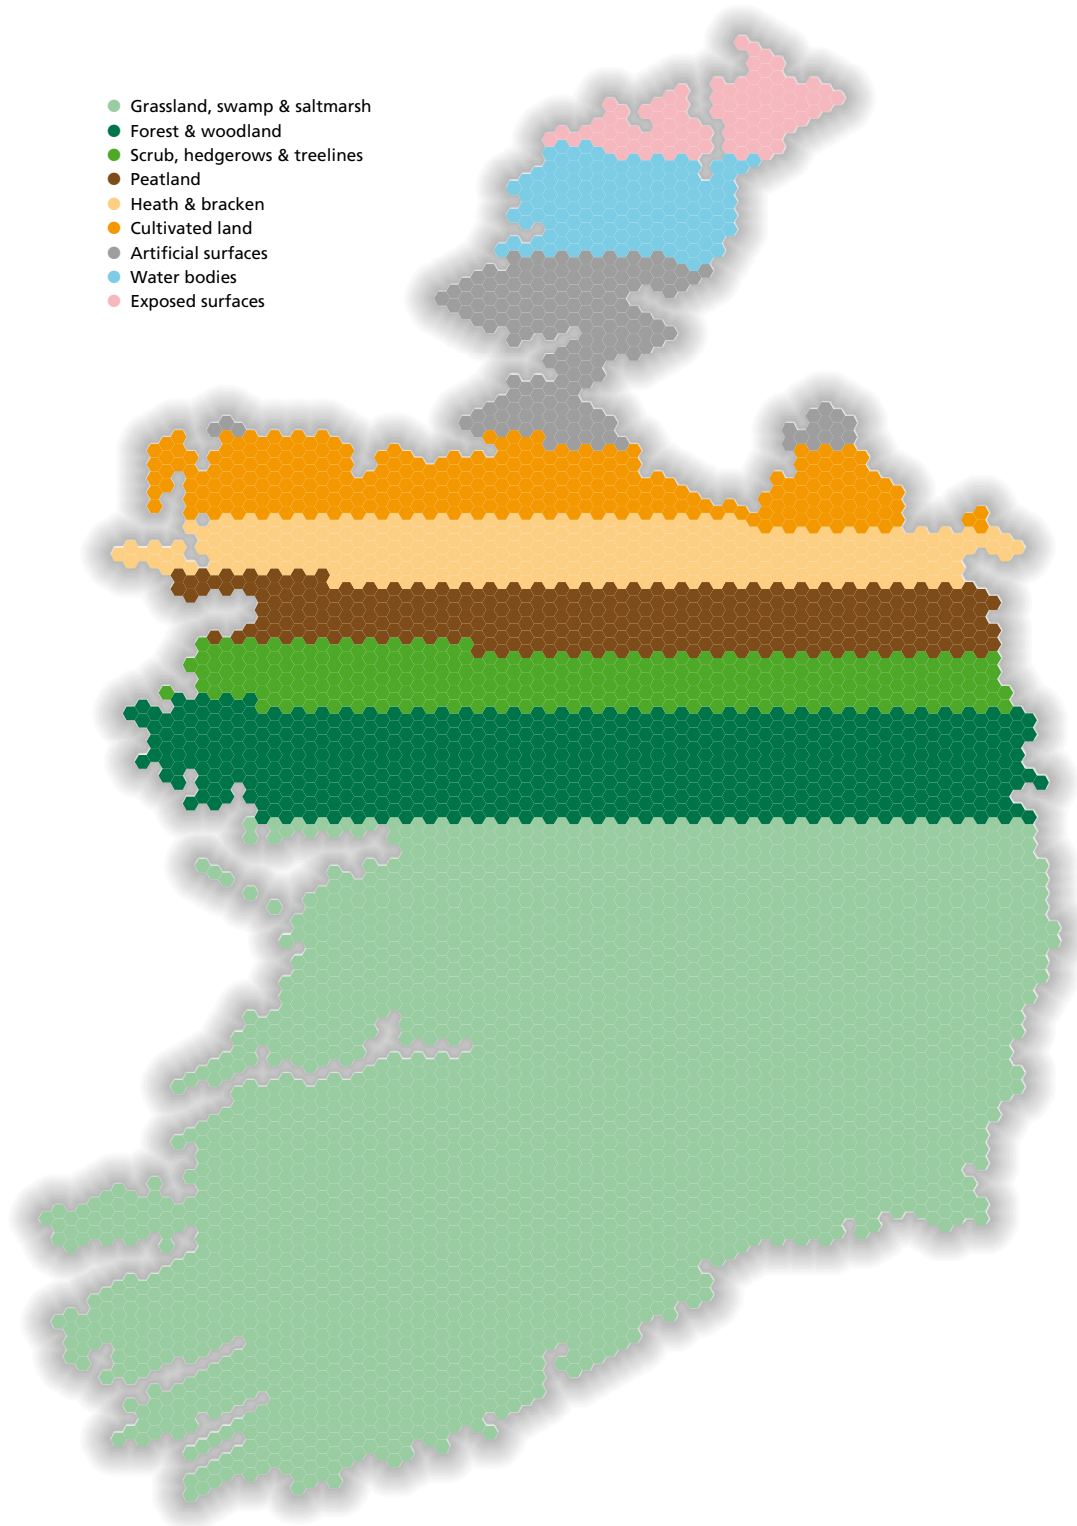 Grassland, swamp & saltmarsh
Forest & woodland
Scrub, hedgerows & treelines
Peatland
Heath & bracken
Cultivated land
Artificial surfaces
Water bodies
Exposed surfaces